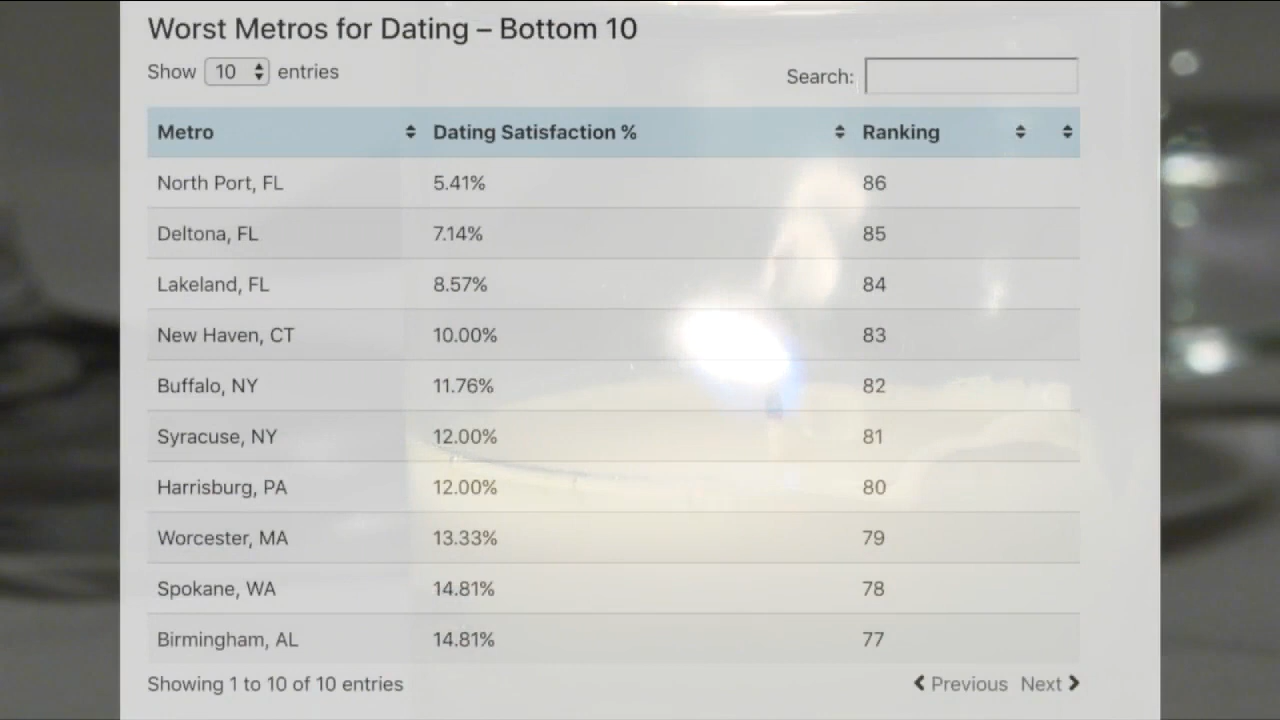 Worst Metros for Dating – Bottom 10
Show 10 entries
Search:
Metro Dating Satisfaction % Ranking
North Port, FL 5.41% 86
Deltona, FL 7.14% 85
Lakeland, FL 8.57% 84
New Haven, CT 10.00% 83
Buffalo, NY 11.76% 82
Syracuse, NY 12.00% 81
Harrisburg, PA 12.00% 80
Worcester, MA 13.33% 79
Spokane, WA 14.81% 78
Birmingham, AL 14.81% 77
Showing 1 to 10 of 10 entries
Previous Next